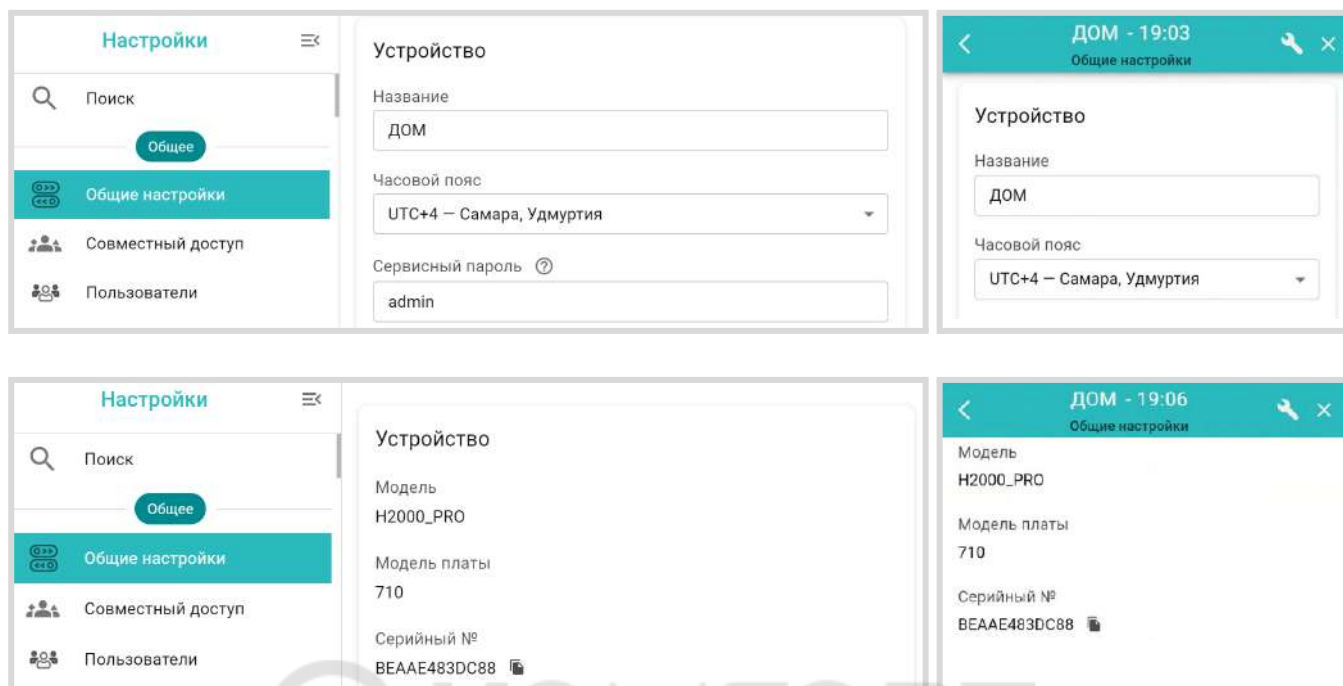 Настройки
Поиск
Общее
Общие настройки
Совместный доступ
Пользователи
Устройство
Название
ДОМ
Часовой пояс
UTC+4 — Самара, Удмуртия
Сервисный пароль
admin
ДОМ - 19:03
Общие настройки
Устройство
Название
ДОМ
Часовой пояс
UTC+4 — Самара, Удмуртия
Настройки
Поиск
Общее
Общие настройки
Совместный доступ
Пользователи
Устройство
Модель
H2000_PRO
Модель платы
710
Серийный №
BEAAE483DC88
ДОМ - 19:06
Общие настройки
Модель
H2000_PRO
Модель платы
710
Серийный №
BEAAE483DC88